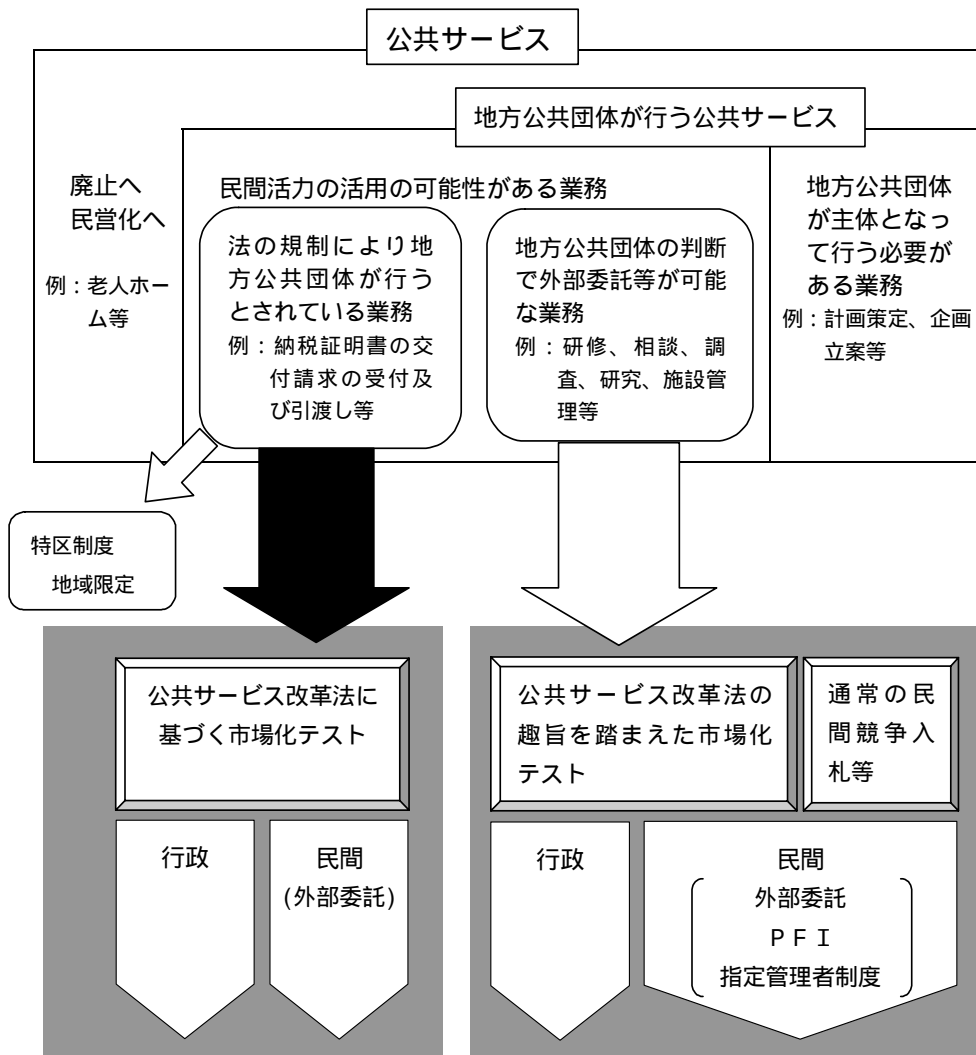 公共サービス
地方公共団体が行う公共サービス
廃止へ
民営化へ
例：老人ホー
ム等
民間活力の活用の可能性がある業務
法の規制により地
方公共団体が行う
とされている業務
例：納税証明書の交
付請求の受付及
び引渡し等
地方公共団体の判断
で外部委託等が可能
な業務
例：研修、相談、調
査、研究、施設管
理等
地方公共団体
が主体となっ
て行う必要が
ある業務
例：計画策定、企画
立案等
特区制度
地域限定
公共サービス改革法に
基づく市場化テスト
公共サービス改革法の
趣旨を踏まえた市場化
テスト
通常の民
間競争入
札等
行政
民間
(外部委託)
行政
民間
外部委託
ＰＦＩ
指定管理者制度